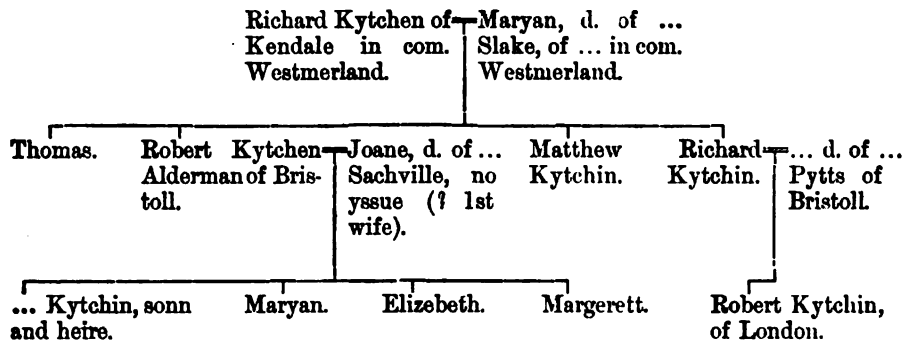 Richard Kytchen of
Kendale in com.
Westmerland.
Maryan, d. of ...
Slake, of ... in com.
Westmerland.
Thomas.
Robert Kytchen
Alderman of Bris-
toll.
Joane, d. of ...
Sachville, no
yssue (? 1st
wife).
Matthew
Kytchin.
Richard
Kytchin.
... d. of ...
Pytts of
Bristoll.
... Kytchin, sonn
and heire.
Maryan.
Elizebeth.
Margerett.
Robert Kytchin,
of London.